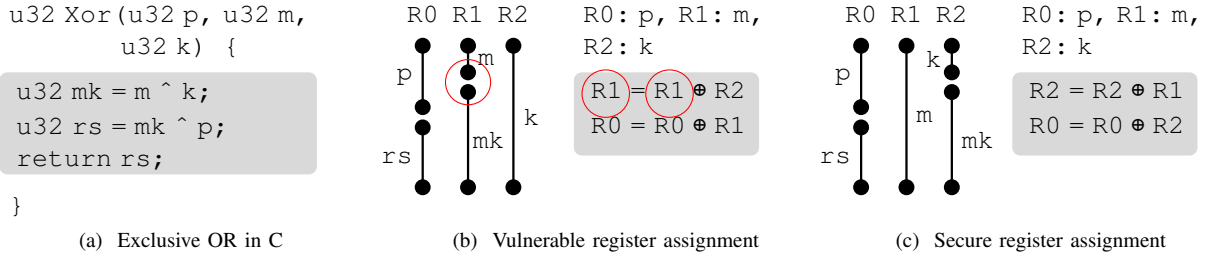 u32 Xor(u32 p, u32 m,
u32 k) {
u32 mk = m ^ k;
u32 rs = mk ^ p;
return rs;
}
(a) Exclusive OR in C
R0 R1 R2
p
m
k
rs
mk
R0: p, R1: m,
R2: k
R1 = R1 ⊕ R2
R0 = R0 ⊕ R1
(b) Vulnerable register assignment
R0 R1 R2
p
k
m
rs
mk
R0: p, R1: m,
R2: k
R2 = R2 ⊕ R1
R0 = R0 ⊕ R2
(c) Secure register assignment